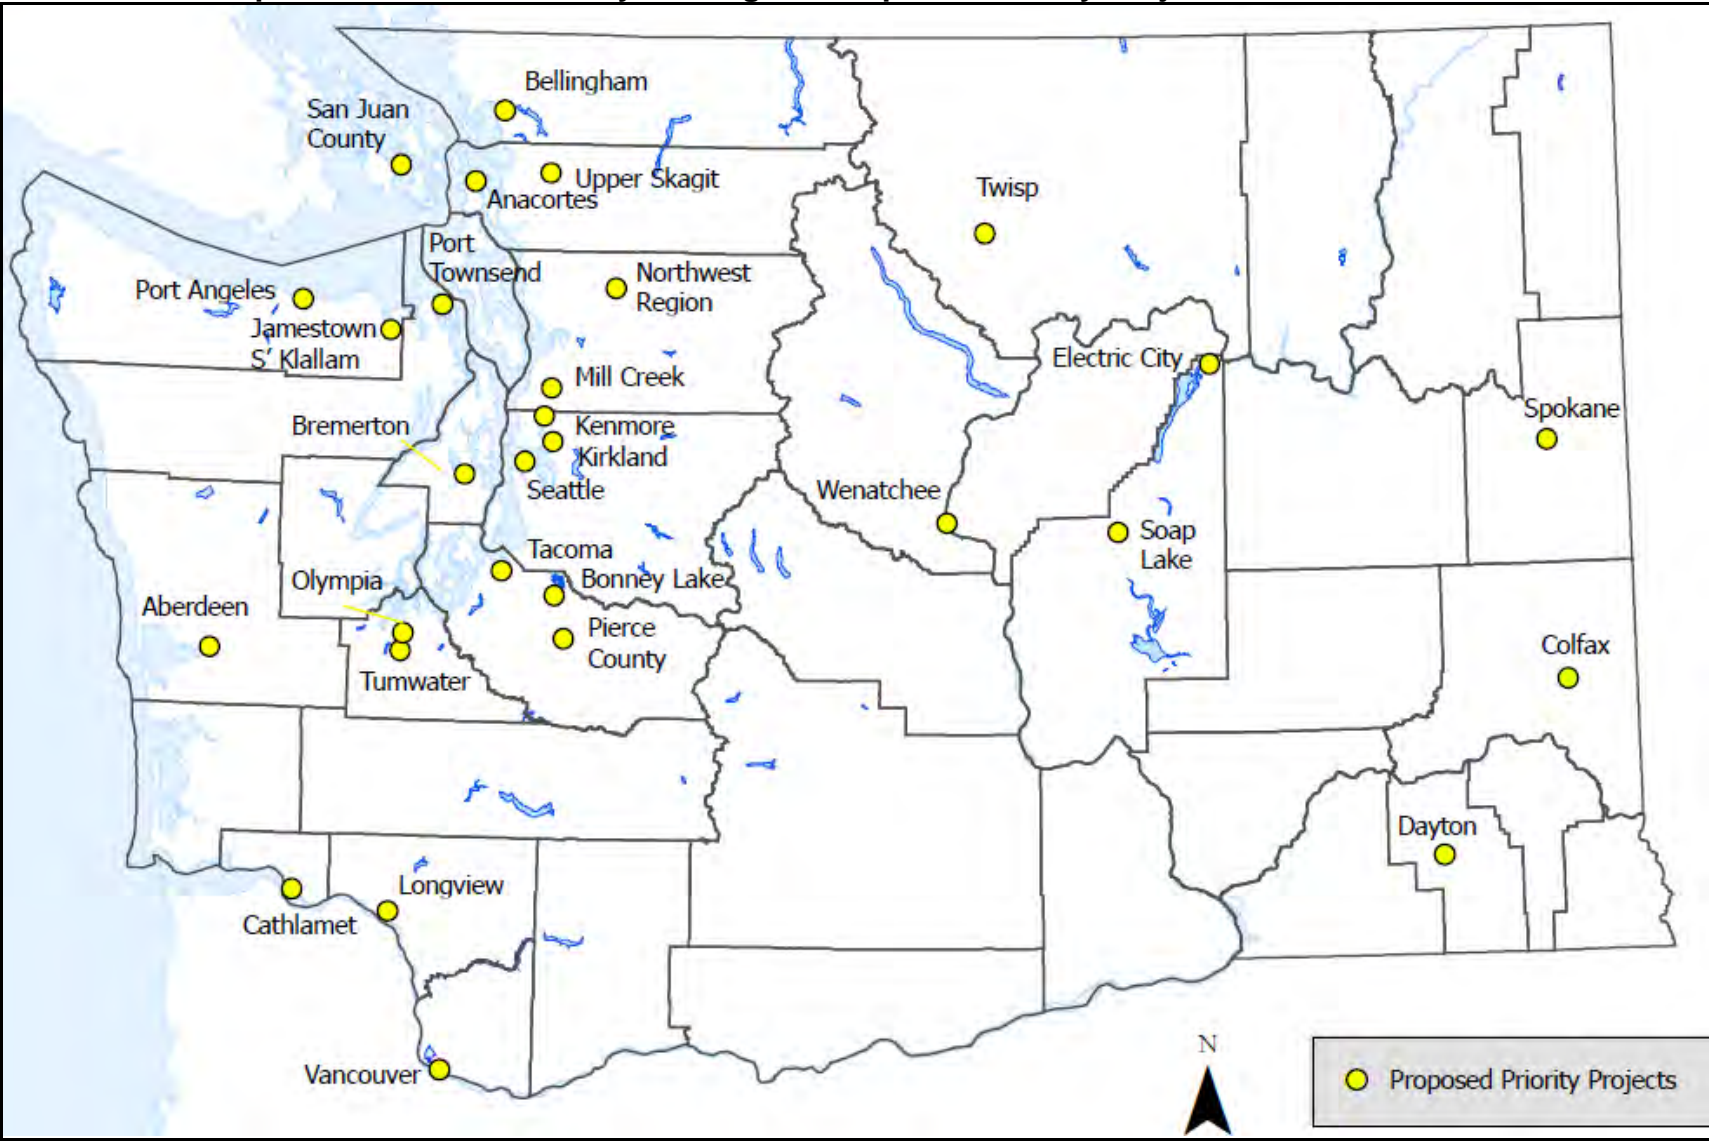 Bellingham
San Juan
County
Upper Skagit
Anacortes
Twisp
Port
Townsend
Northwest
Region
Port Angeles
Jamestown
S' Klallam
Electric City
Mill Creek
Spokane
Bremerton
Kenmore
Kirkland
Seattle
Wenatchee
Soap
Lake
Tacoma
Bonney Lake
Olympia
Aberdeen
Pierce
County
Colfax
Tumwater
Dayton
Longview
Cathlamet
N
Vancouver
Proposed Priority Projects